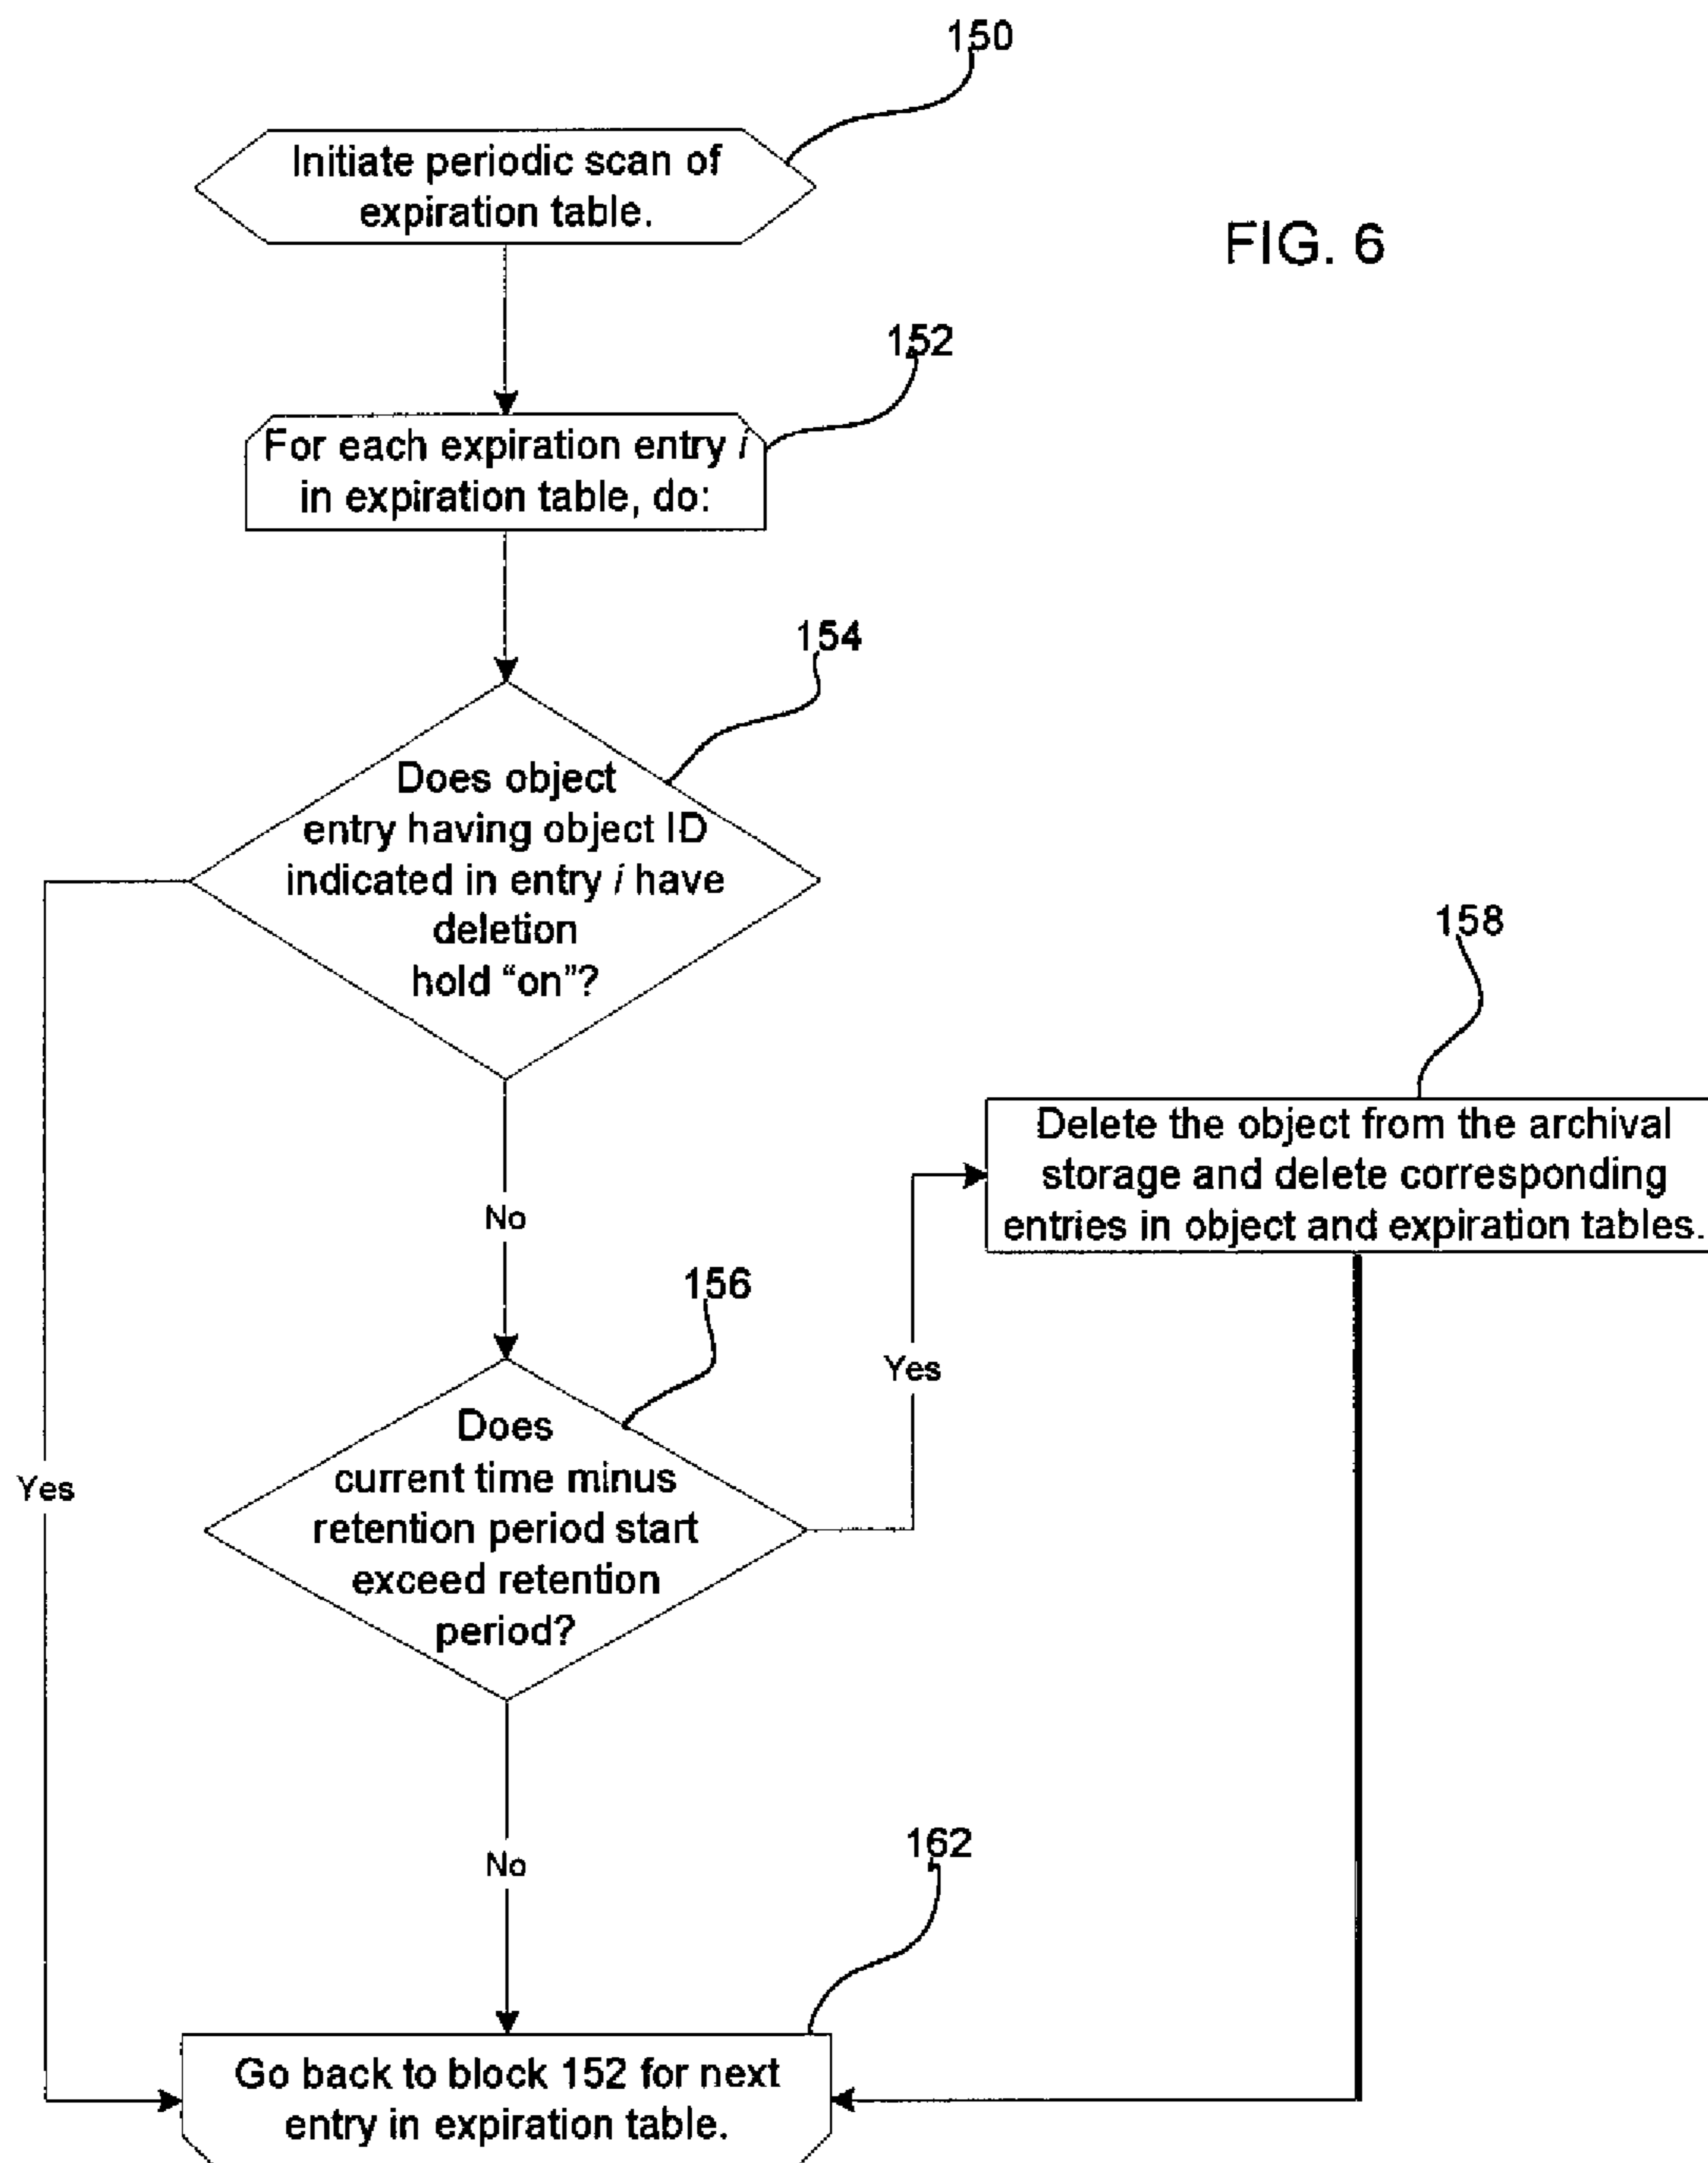 150
Initiate periodic scan of
expiration table.
FIG. 6
152
For each expiration entry i
in expiration table, do:
154
Does object
entry having object ID
indicated in entry i have
deletion
hold “on”?
158
Delete the object from the archival
storage and delete corresponding
entries in object and expiration tables.
No
156
Yes
Does
current time minus
retention period start
exceed retention
period?
Yes
No
162
Go back to block 152 for next
entry in expiration table.